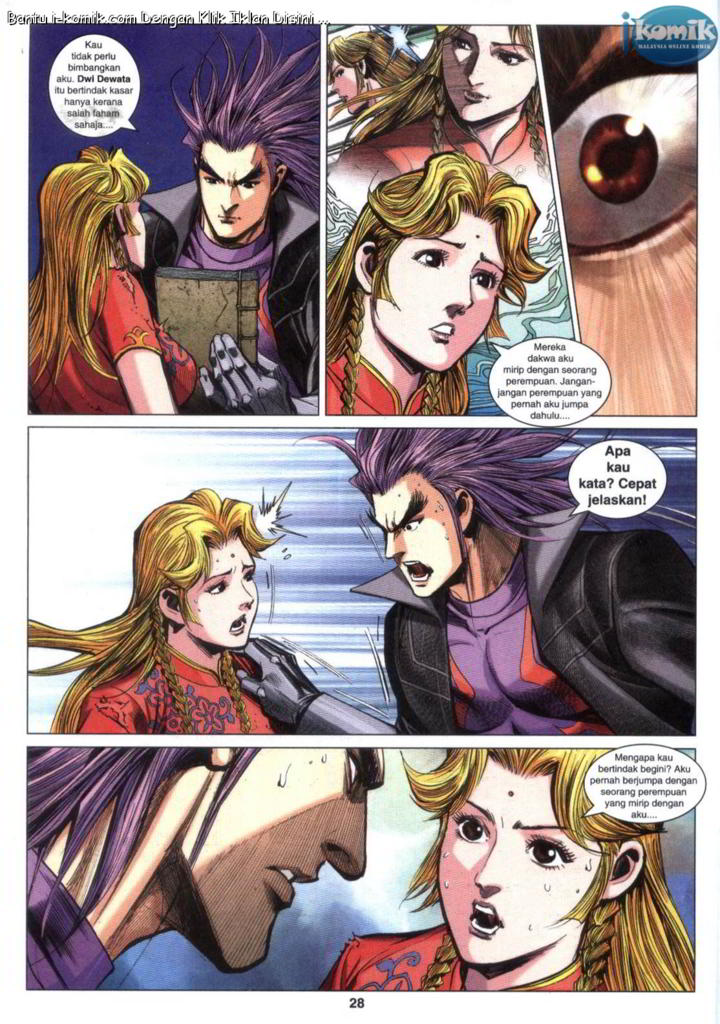 Bantu i-komik.com Dengan Klik Iklan Disini ...
ikomik
MALAYSIA ONLINE KOMIK
Kau
tidak perlu
bimbangkan
aku. Dwi Dewata
itu bertindak kasar
hanya kerana
salah faham
sahaja....
Mereka
dakwa aku
mirip dengan seorang
perempuan. Jangan-
jangan perempuan yang
pernah aku jumpa
dahulu....
Apa
kau
kata? Cepat
jelaskan!
Mengapa kau
bertindak begini? Aku
pernah berjumpa dengan
seorang perempuan
yang mirip dengan
aku....
28